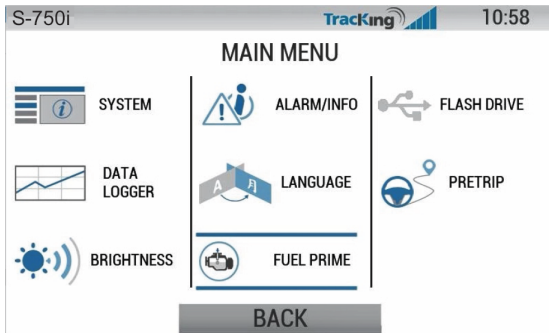 S-750i
TracKing
10:58
MAIN MENU
SYSTEM
ALARM/INFO
FLASH DRIVE
DATA
LOGGER
A 月
LANGUAGE
PRETRIP
BRIGHTNESS
FUEL PRIME
BACK